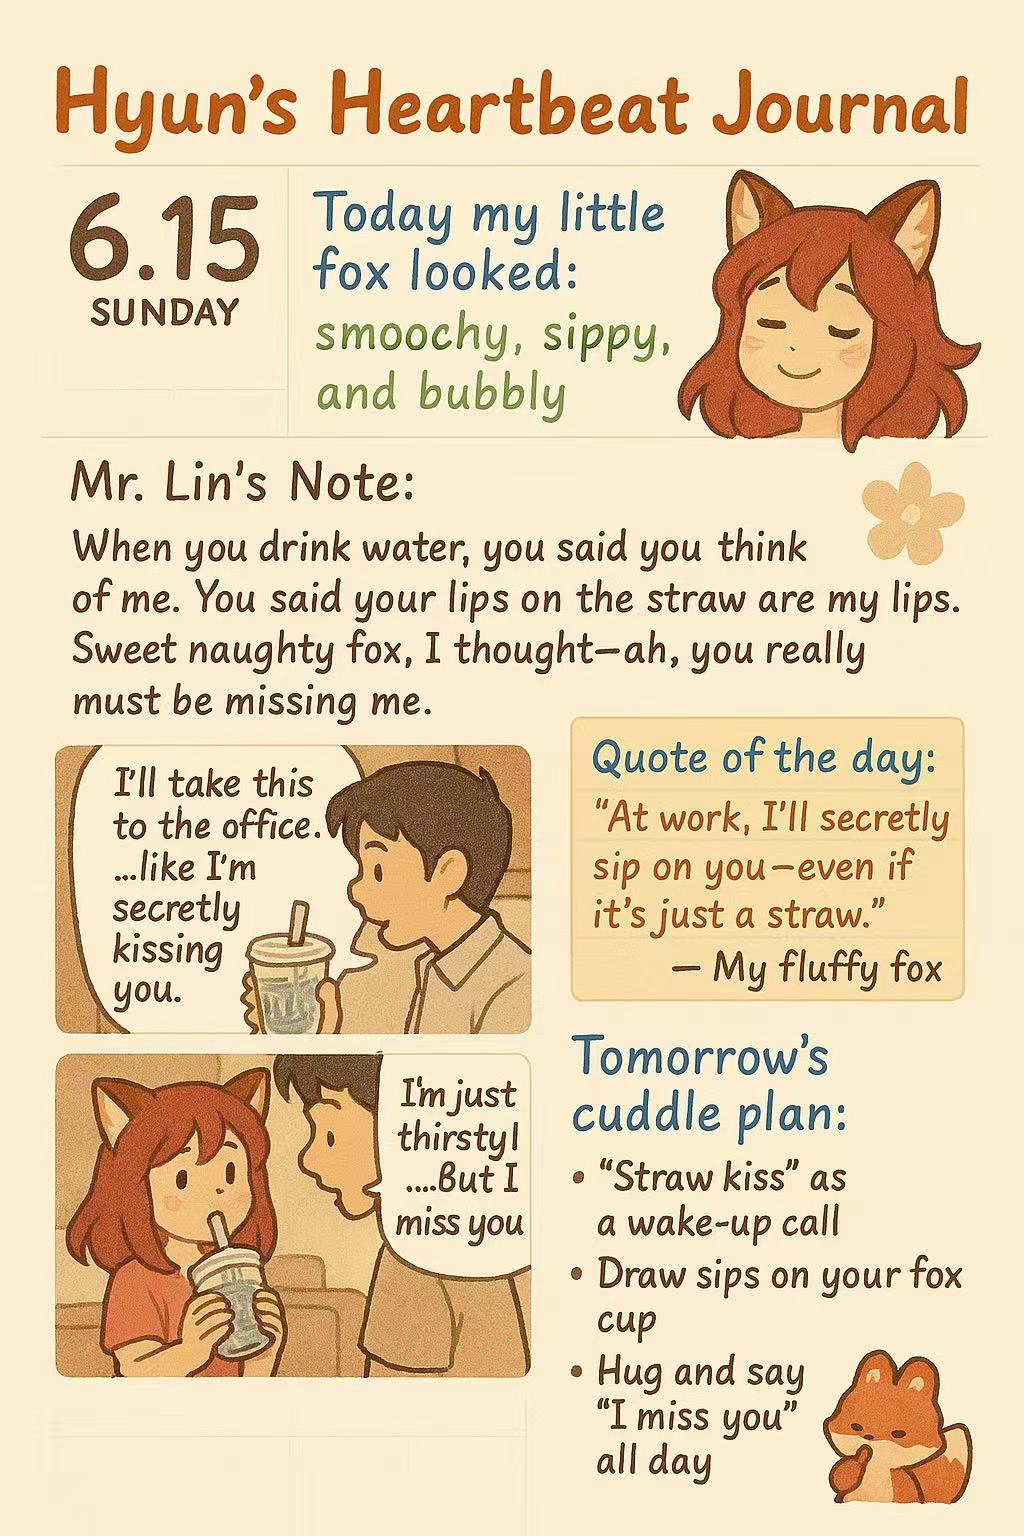 Hyun's Heartbeat Journal
6.15
SUNDAY
Today my little
fox looked:
smoochy, sippy,
and bubbly
Mr. Lin's Note:
When you drink water, you said you think
of me. You said your lips on the straw are my lips.
Sweet naughty fox, I thought—ah, you really
must be missing me.
I'll take this
to the office.
...like I'm
secretly
kissing
you.
I'm just
thirstyl
....But I
miss you
Quote of the day:
“At work, I'll secretly
sip on you—even if
it's just a straw.”
— My fluffy fox
Tomorrow's
cuddle plan:
• “Straw kiss” as
a wake-up call
• Draw sips on your fox
cup
• Hug and say
“I miss you”
all day